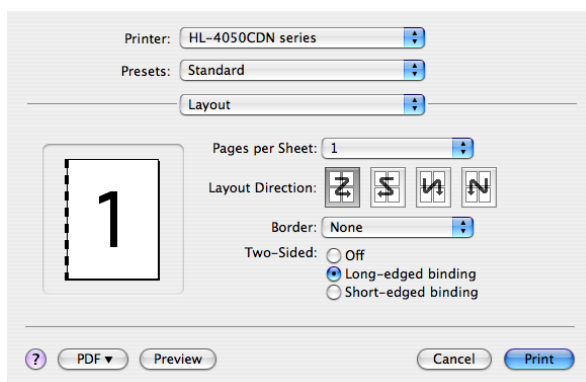 Printer: HL-4050CDN series
Presets: Standard
Layout
Pages per Sheet: 1
1
Layout Direction:
Border: None
Two-Sided: Off
Long-edged binding
Short-edged binding
? PDF ▼ Preview Cancel Print